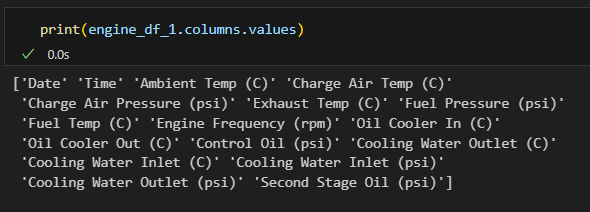 print(engine_df_1.columns.values)
0.0s
['Date' 'Time' 'Ambient Temp (C)' 'Charge Air Temp (C)'
'Charge Air Pressure (psi)' 'Exhaust Temp (C)' 'Fuel Pressure (psi)'
'Fuel Temp (C)' 'Engine Frequency (rpm)' 'Oil Cooler In (C)'
'Oil Cooler Out (C)' 'Control Oil (psi)' 'Cooling Water Outlet (C)'
'Cooling Water Inlet (C)' 'Cooling Water Inlet (psi)'
'Cooling Water Outlet (psi)' 'Second Stage Oil (psi)']